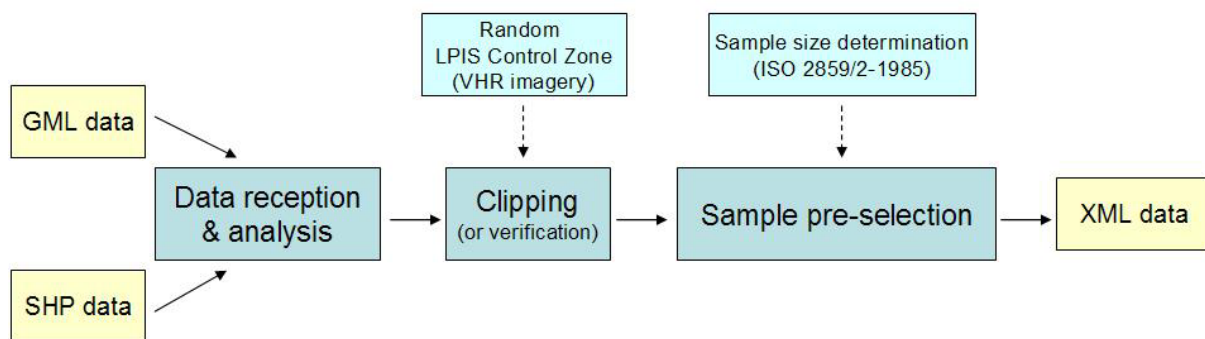 Random
LPIS Control Zone
(VHR imagery)
Sample size determination
(ISO 2859/2-1985)
GML data
Data reception
& analysis
Clipping
(or verification)
Sample pre-selection
XML data
SHP data